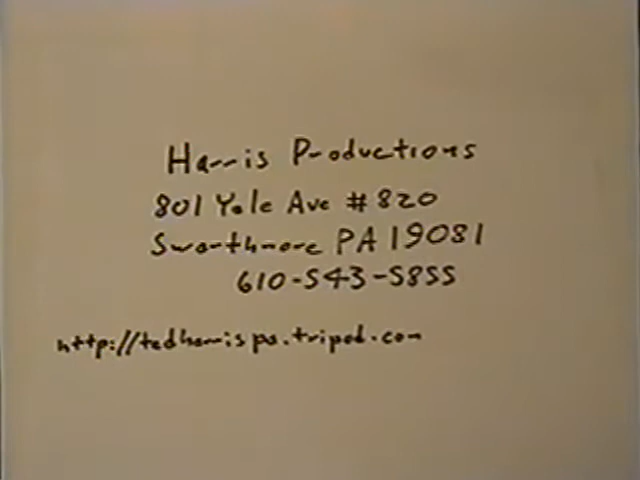 Harris Productions
801 Yale Ave #820
Swarthmore PA 19081
610-543-5855
http://tedharrispa.tripod.com